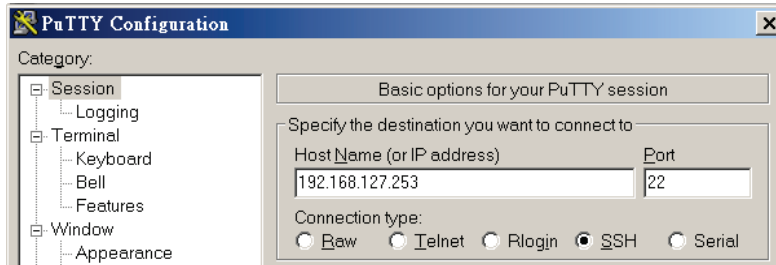 PuTTY Configuration
Category:
Session
Logging
Terminal
Keyboard
Bell
Features
Window
Appearance
Basic options for your PuTTY session
Specify the destination you want to connect to
Host Name (or IP address) Port
192.168.127.253 22
Connection type:
Raw Telnet Rlogin SSH Serial